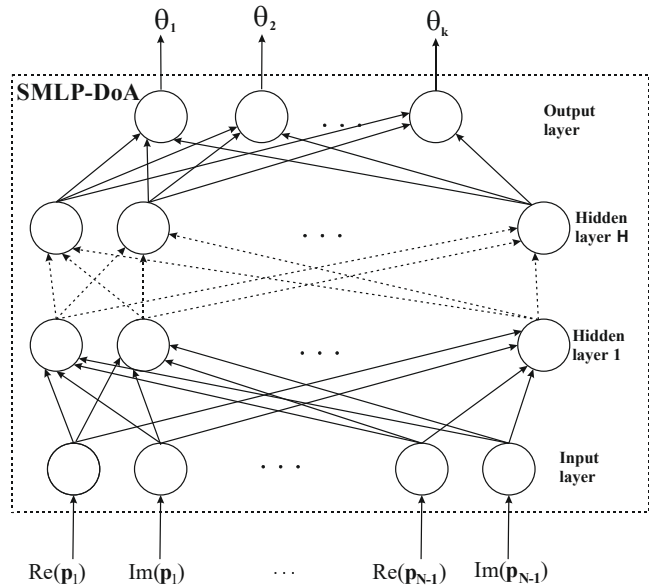 θ1 θ2 θk
SMLP-DoA
Output
layer
. . .
Hidden
layer H
. . .
Hidden
layer 1
. . .
Input
layer
. . .
Re(p1) Im(p1) . . . Re(pN-1) Im(pN-1)